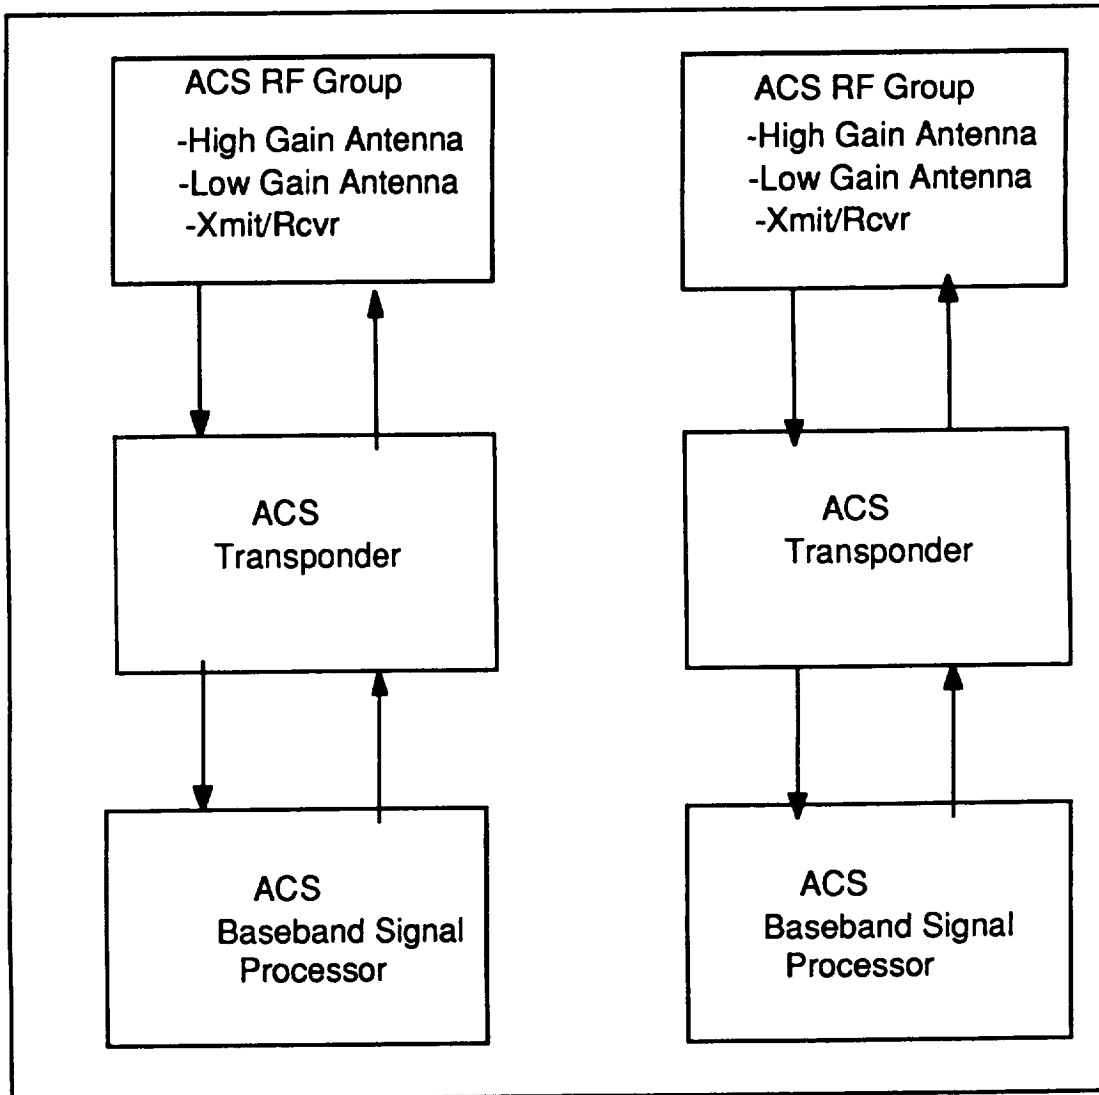 ACS RF Group
-High Gain Antenna
-Low Gain Antenna
-Xmit/Rcvr
ACS
Transponder
ACS
Baseband Signal
Processor
ACS RF Group
-High Gain Antenna
-Low Gain Antenna
-Xmit/Rcvr
ACS
Transponder
ACS
Baseband Signal
Processor